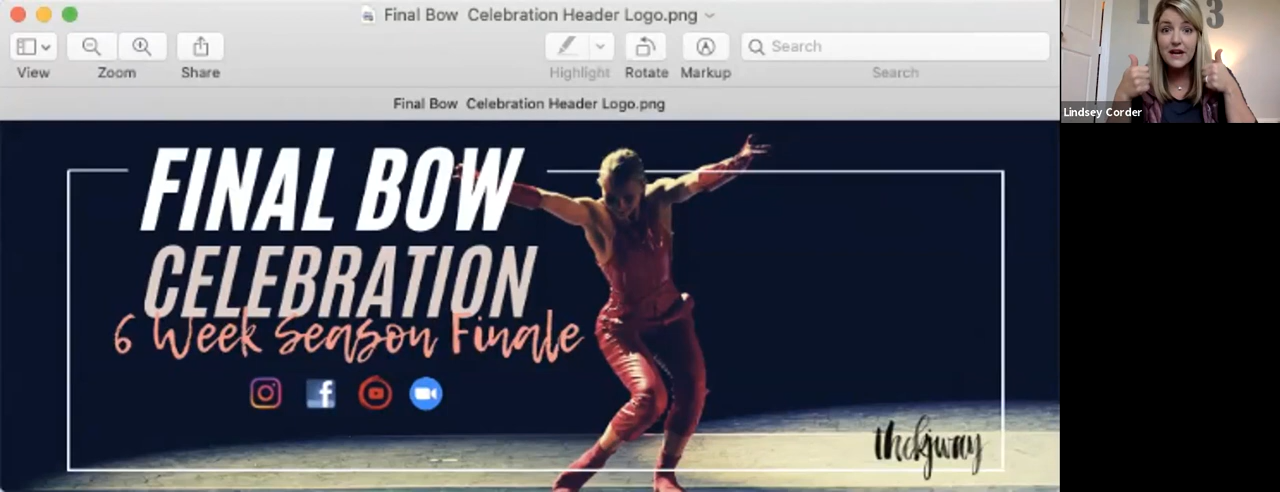 Final Bow  Celebration Header Logo.png
View
Zoom
Share
Highlight
Rotate
Markup
Search
Search
Final Bow  Celebration Header Logo.png
Lindsey Corder
FINAL BOW
CELEBRATION
6 Week Season Finale
thekjway